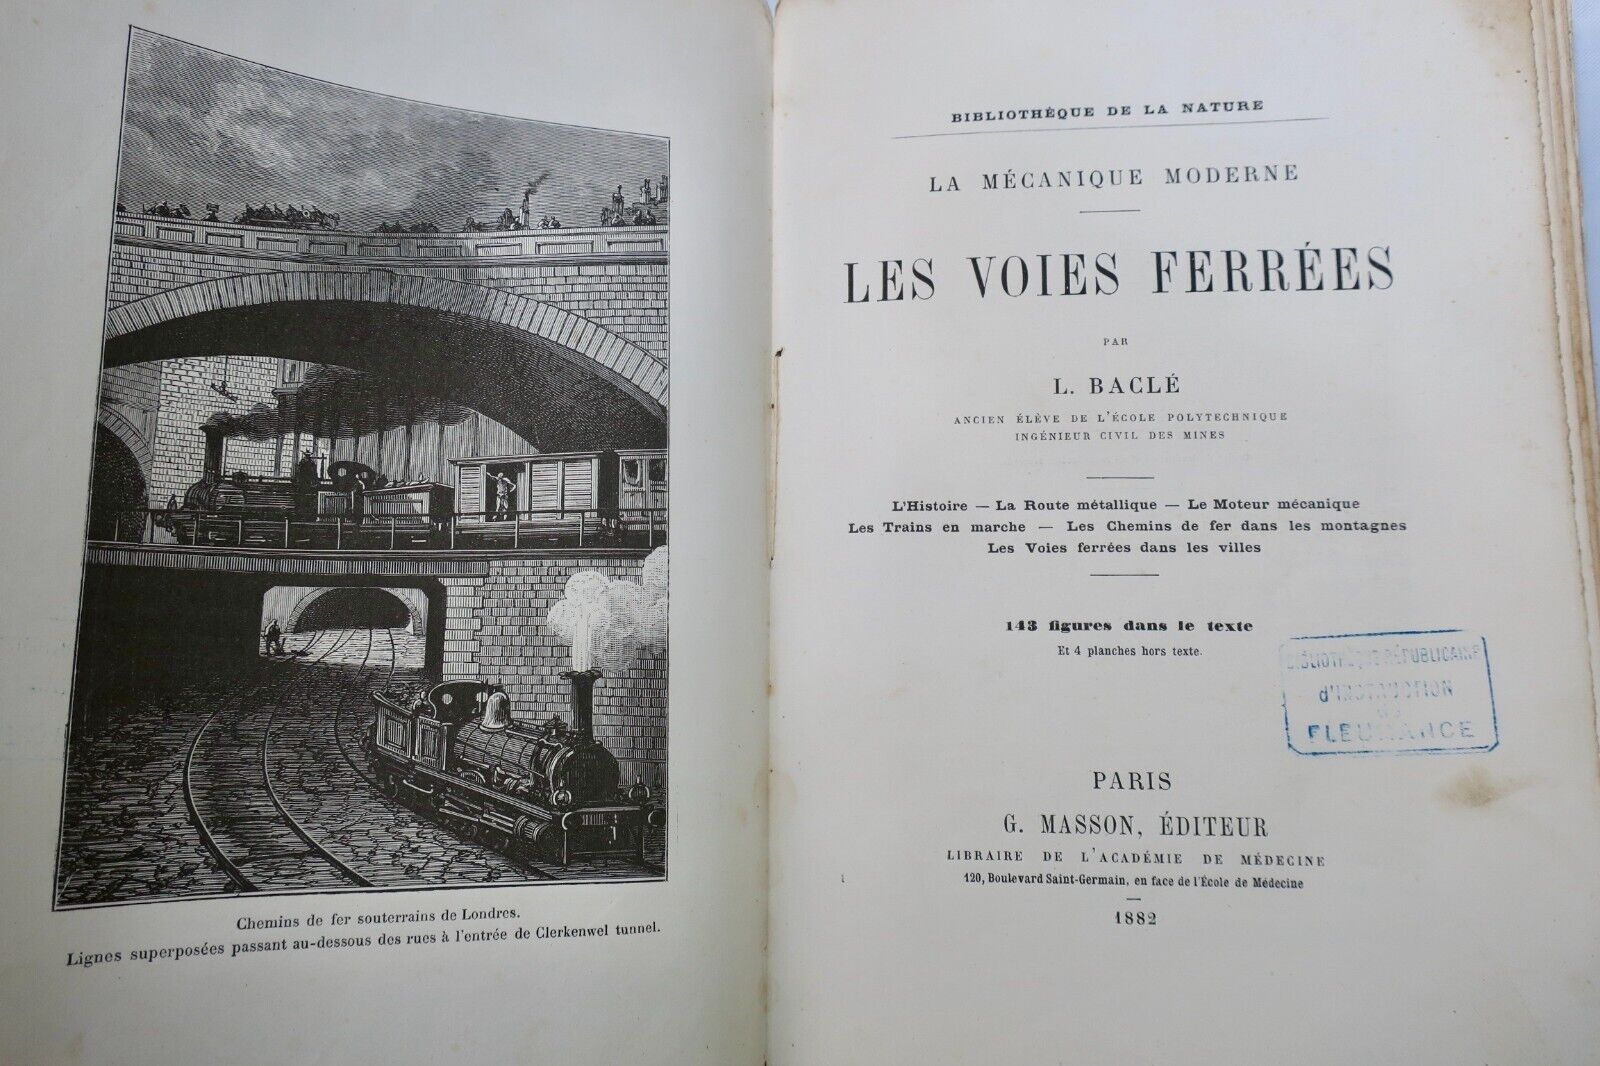 Chemins de fer souterrains de Londres.
Lignes superposées passant au-dessous des rues à l'entrée de Clerkenwel tunnel.
BIBLIOTHÈQUE DE LA NATURE
LA MÉCANIQUE MODERNE
LES VOIES FERRÉES
PAR
L. BACLÉ
ANCIEN ÉLÈVE DE L'ÉCOLE POLYTECHNIQUE
INGÉNIEUR CIVIL DES MINES
L'Histoire — La Route métallique — Le Moteur mécanique
Les Trains en marche — Les Chemins de fer dans les montagnes
Les Voies ferrées dans les villes
143 figures dans le texte
Et 4 planches hors texte.
BIBLIOTHÈQUE RÉPUBLICAINE
d'INSTRUCTION
FLEURANCE
PARIS
G. MASSON, ÉDITEUR
LIBRAIRE DE L'ACADÉMIE DE MÉDECINE
120, Boulevard Saint-Germain, en face de l'École de Médecine
1882